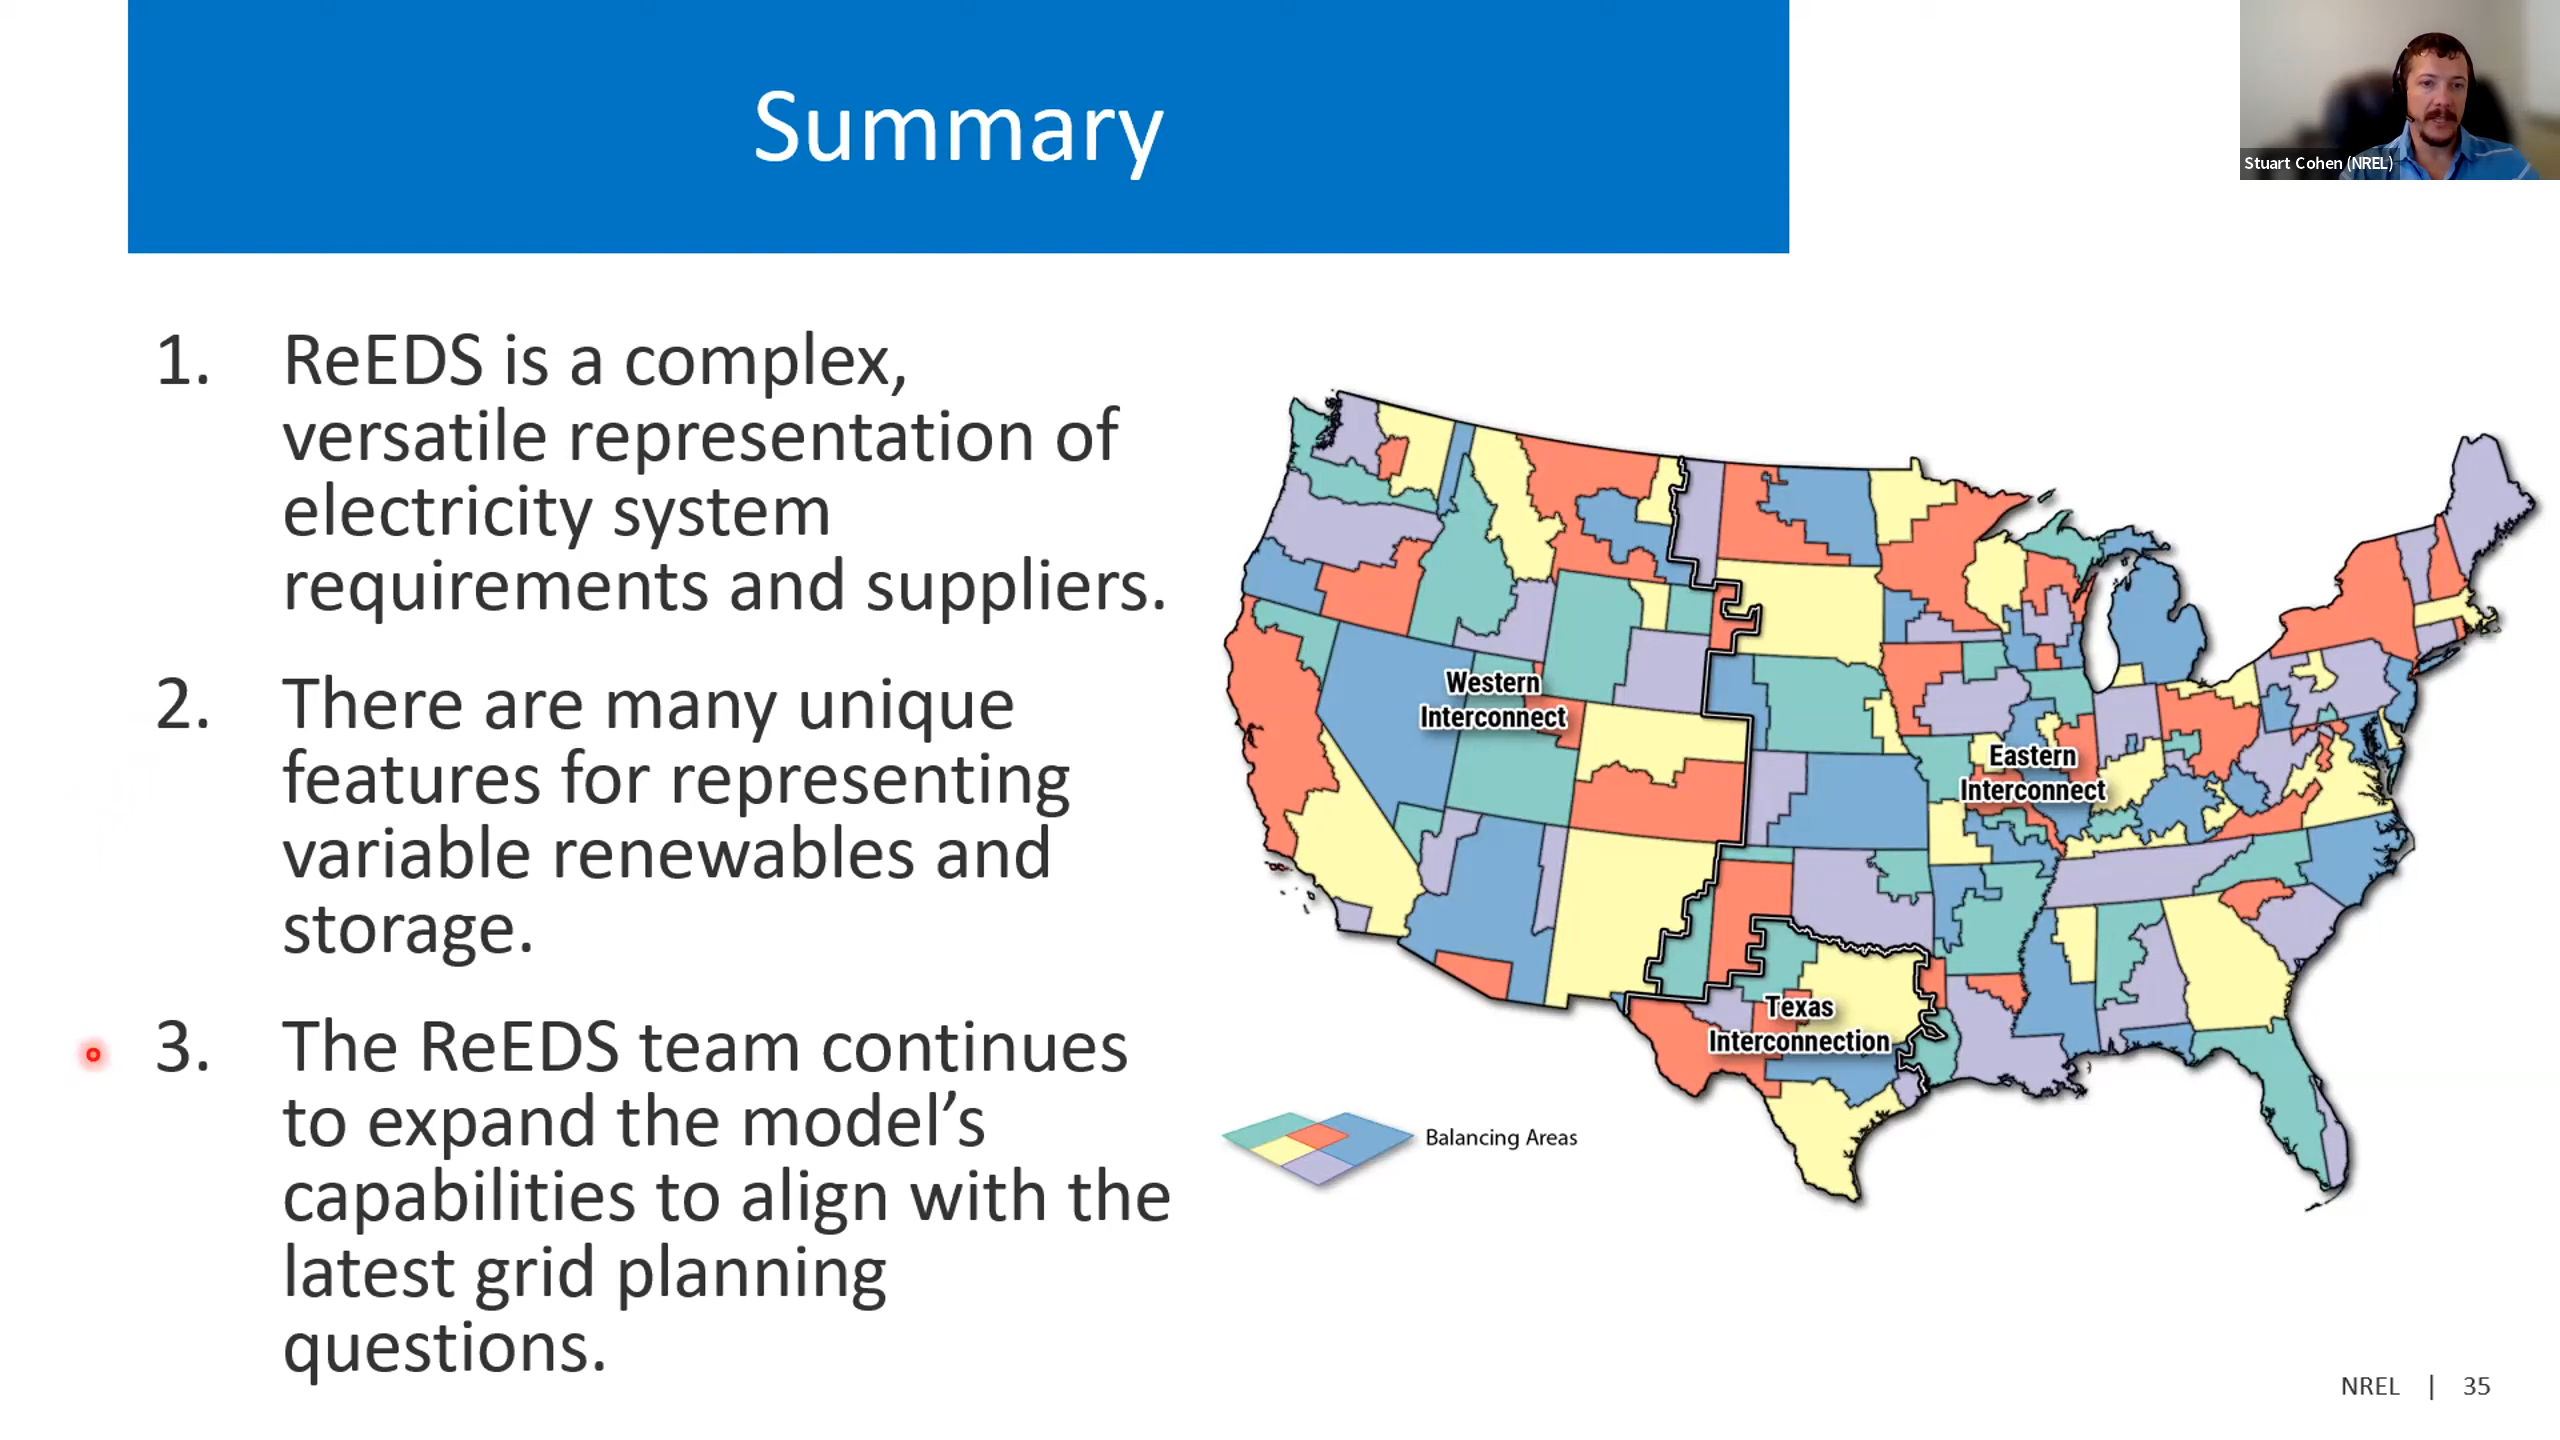 Summary
Stuart Cohen (NREL)
1. ReEDS is a complex,
versatile representation of
electricity system
requirements and suppliers.
2. There are many unique
features for representing
variable renewables and
storage.
3. The ReEDS team continues
to expand the model’s
capabilities to align with the
latest grid planning
questions.
Western
Interconnect
Eastern
Interconnect
Texas
Interconnection
Balancing Areas
NREL | 35